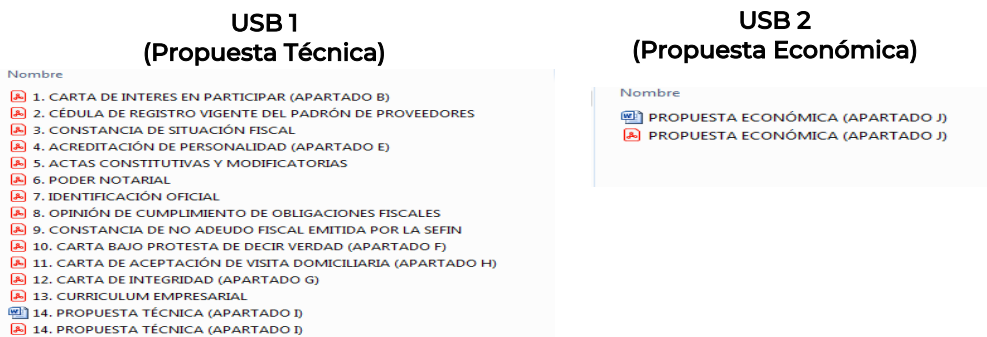 USB 1
(Propuesta Técnica)
Nombre
1. CARTA DE INTERES EN PARTICIPAR (APARTADO B)
2. CÉDULA DE REGISTRO VIGENTE DEL PADRÓN DE PROVEEDORES
3. CONSTANCIA DE SITUACIÓN FISCAL
4. ACREDITACIÓN DE PERSONALIDAD (APARTADO E)
5. ACTAS CONSTITUTIVAS Y MODIFICATORIAS
6. PODER NOTARIAL
7. IDENTIFICACIÓN OFICIAL
8. OPINIÓN DE CUMPLIMIENTO DE OBLIGACIONES FISCALES
9. CONSTANCIA DE NO ADEUDO FISCAL EMITIDA POR LA SEFIN
10. CARTA BAJO PROTESTA DE DECIR VERDAD (APARTADO F)
11. CARTA DE ACEPTACIÓN DE VISITA DOMICILIARIA (APARTADO H)
12. CARTA DE INTEGRIDAD (APARTADO G)
13. CURRICULUM EMPRESARIAL
14. PROPUESTA TÉCNICA (APARTADO I)
14. PROPUESTA TÉCNICA (APARTADO I)
USB 2
(Propuesta Económica)
Nombre
PROPUESTA ECONÓMICA (APARTADO J)
PROPUESTA ECONÓMICA (APARTADO J)